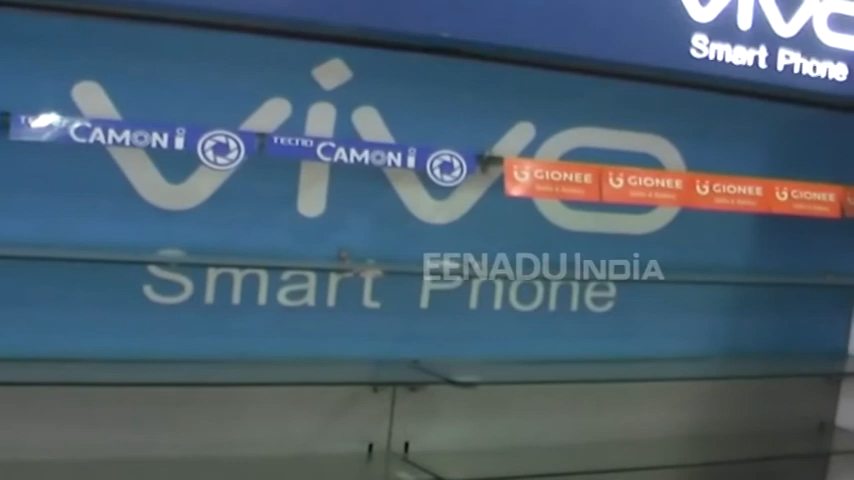 vivo
Smart Phone
TECNO CAMON i
TECNO CAMON i
GIONEE
GIONEE
GIONEE
GIONEE
vivo
EENADU INDIA
Smart Phone